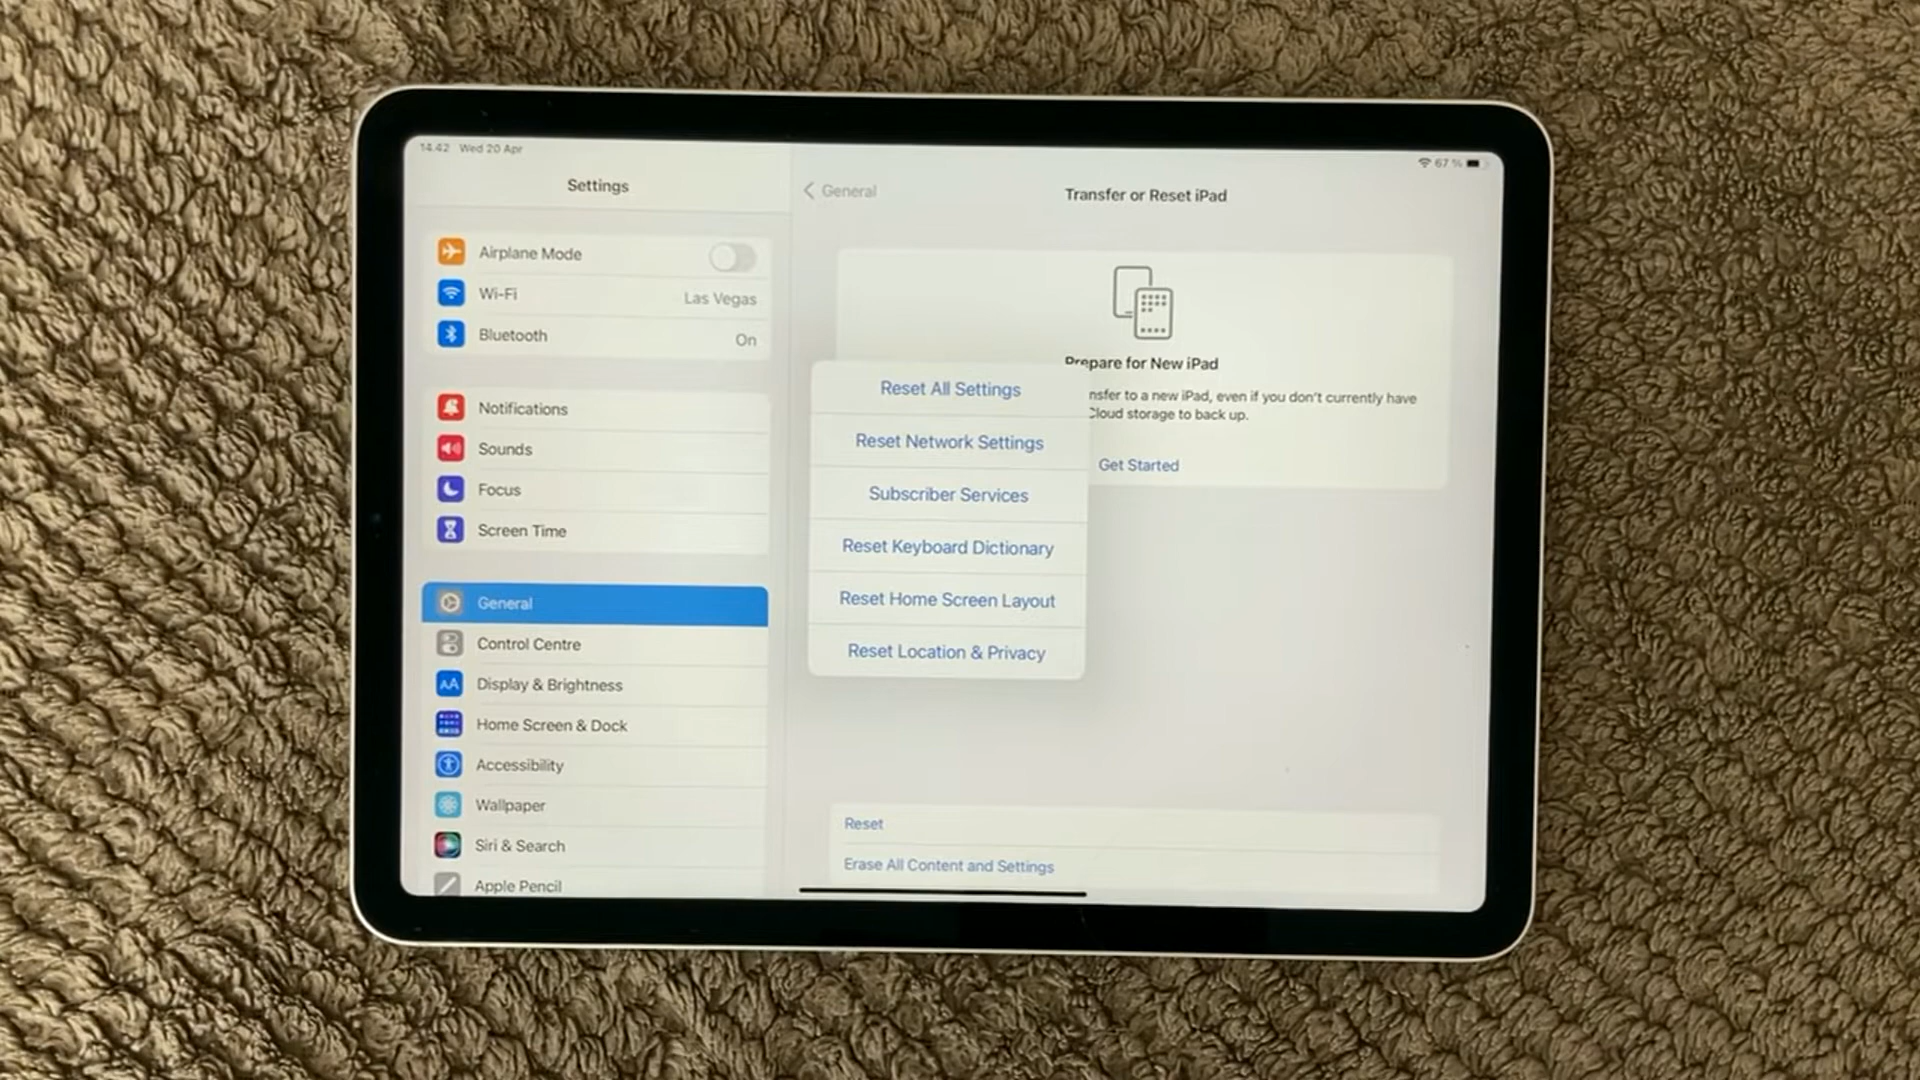 14.42 Wed 20 Apr
67 %
Settings
Airplane Mode
Wi-Fi
Las Vegas
Bluetooth
On
Notifications
Sounds
Focus
Screen Time
General
Control Centre
AA Display & Brightness
Home Screen & Dock
Accessibility
Wallpaper
Siri & Search
Apple Pencil
General
Transfer or Reset iPad
Prepare for New iPad
nsfer to a new iPad, even if you don't currently have
Cloud storage to back up.
Get Started
Reset All Settings
Reset Network Settings
Subscriber Services
Reset Keyboard Dictionary
Reset Home Screen Layout
Reset Location & Privacy
Reset
Erase All Content and Settings